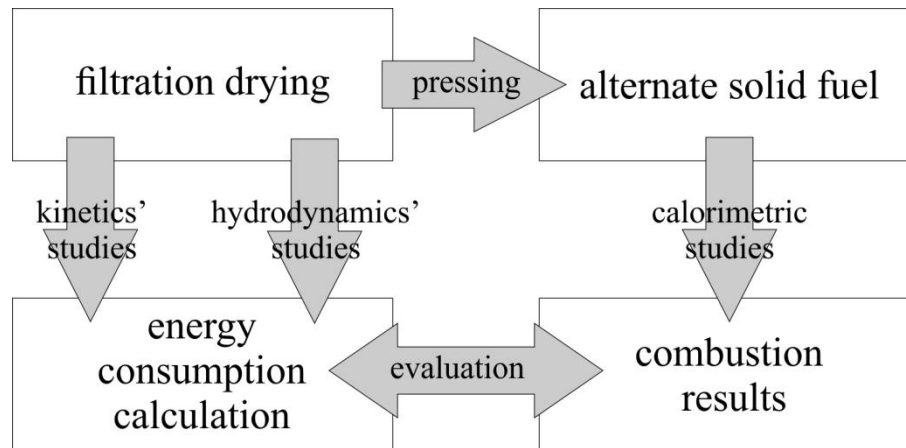 filtration drying
pressing
alternate solid fuel
kinetics’
studies
hydrodynamics’
studies
calorimetric
studies
energy
consumption
calculation
evaluation
combustion
results